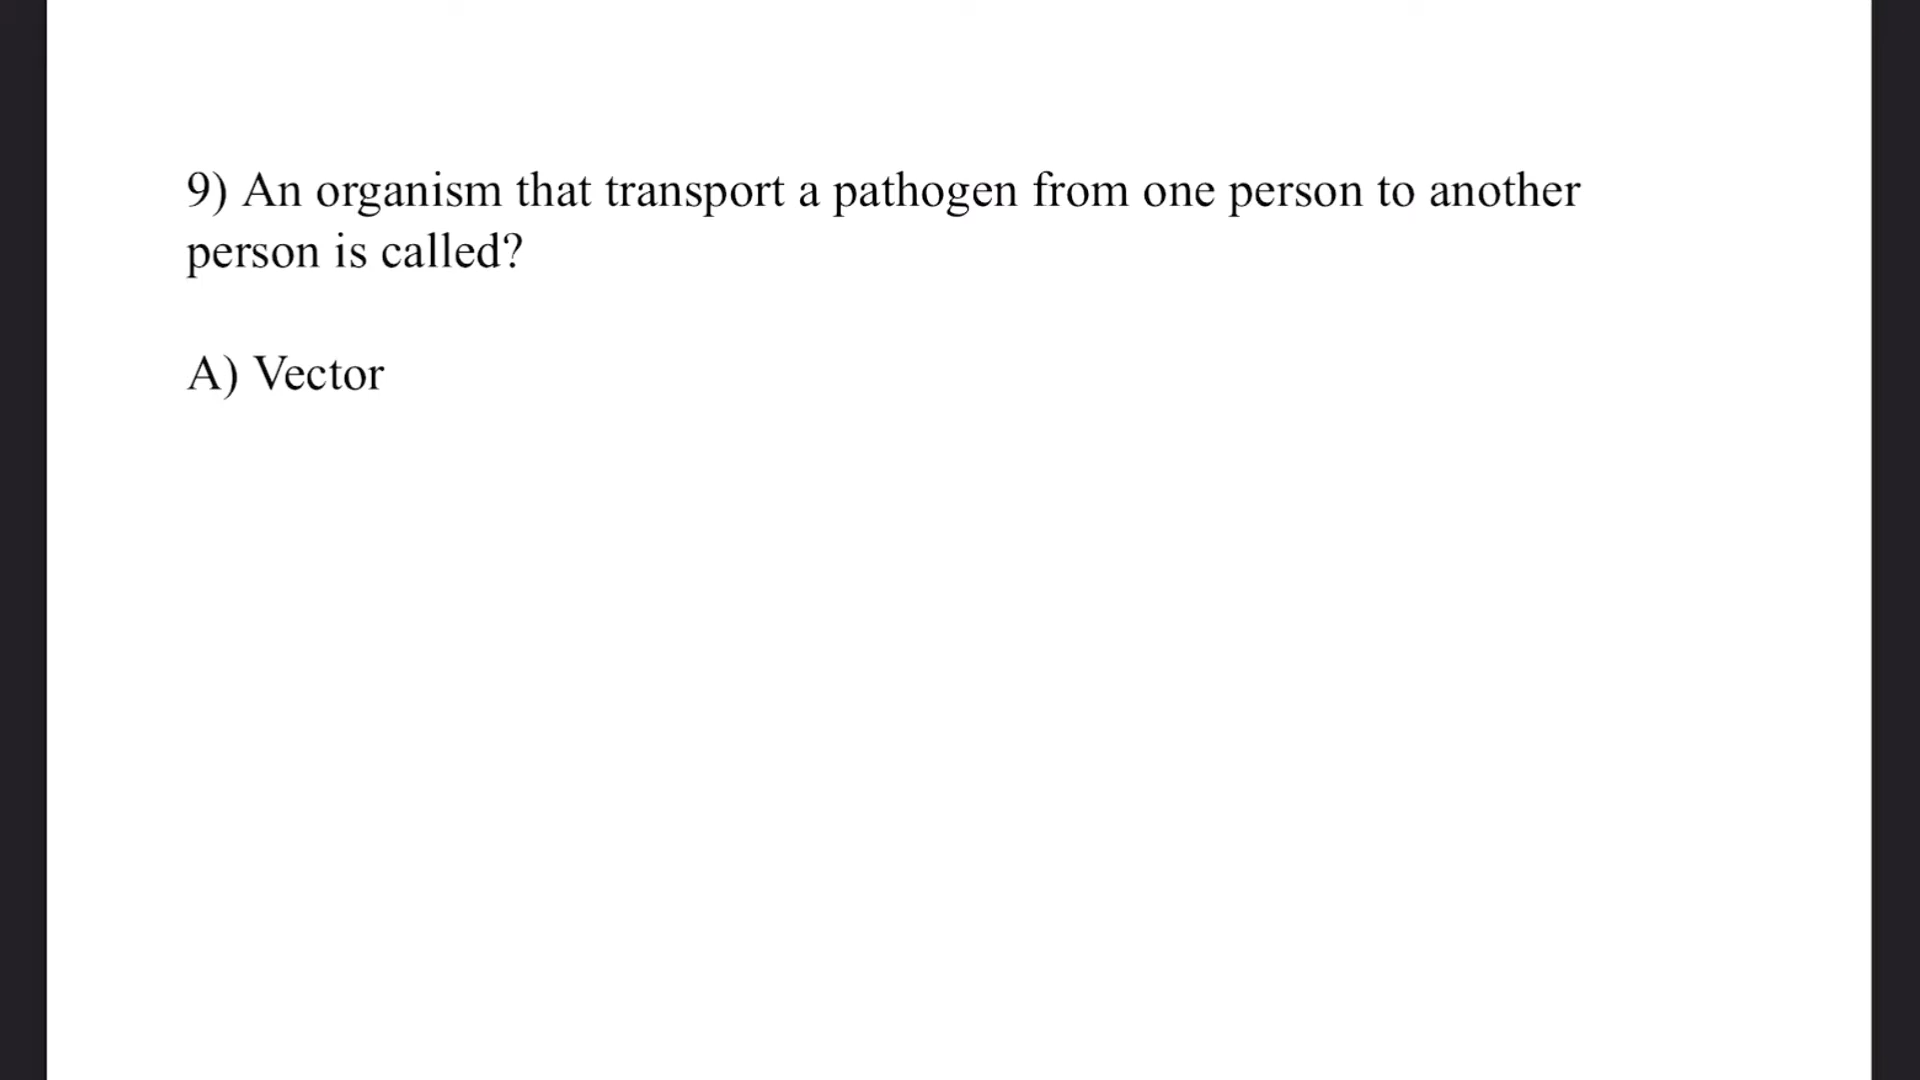 9) An organism that transport a pathogen from one person to another
person is called?
A) Vector